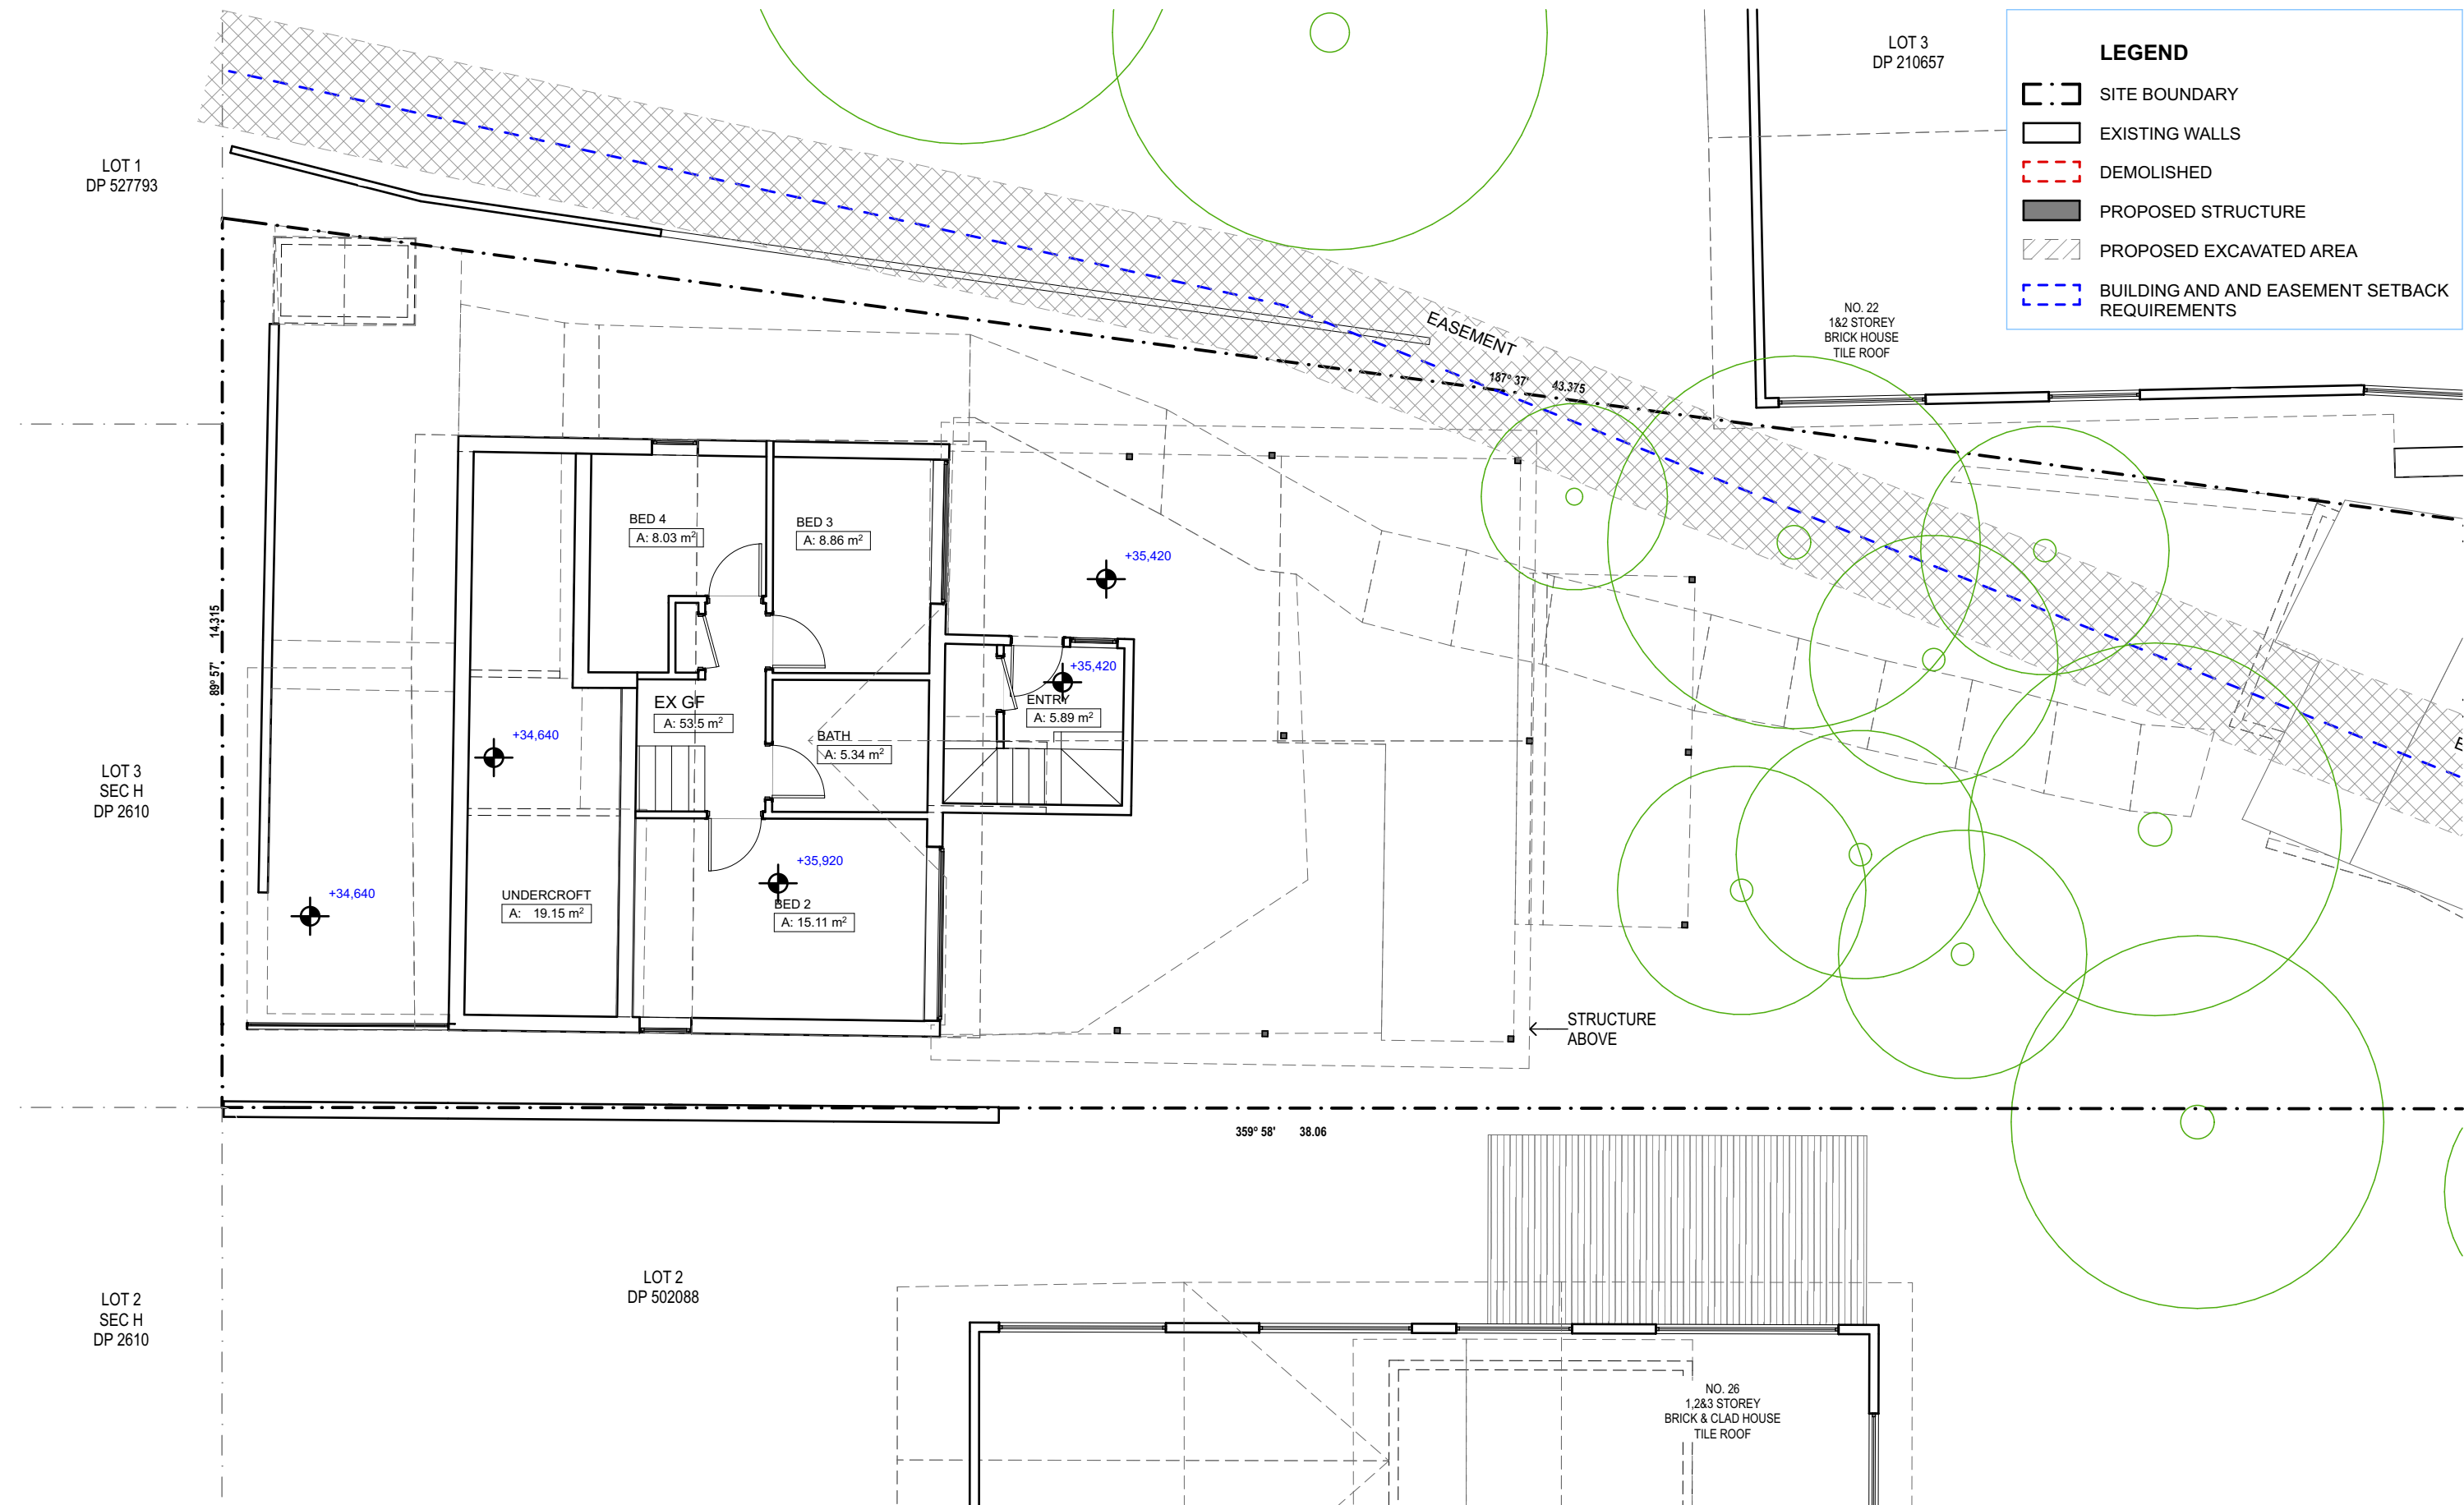 LOT 3
DP 210657
LEGEND
SITE BOUNDARY
EXISTING WALLS
DEMOLISHED
PROPOSED STRUCTURE
PROPOSED EXCAVATED AREA
BUILDING AND AND EASEMENT SETBACK
REQUIREMENTS
LOT 1
DP 527793
NO. 22
1&2 STOREY
BRICK HOUSE
TILE ROOF
EASEMENT
187° 37' 43.375
BED 4
A: 8.03 m²
BED 3
A: 8.86 m²
+35,420
89° 57' 14.315
+35,420
ENTRY
A: 5.89 m²
EX GF
A: 53.5 m²
+34,640
BATH
A: 5.34 m²
LOT 3
SEC H
DP 2610
+35,920
BED 2
A: 15.11 m²
UNDERCROFT
A: 19.15 m²
+34,640
STRUCTURE
ABOVE
359° 58' 38.06
LOT 2
DP 502088
LOT 2
SEC H
DP 2610
NO. 26
1,2&3 STOREY
BRICK & CLAD HOUSE
TILE ROOF